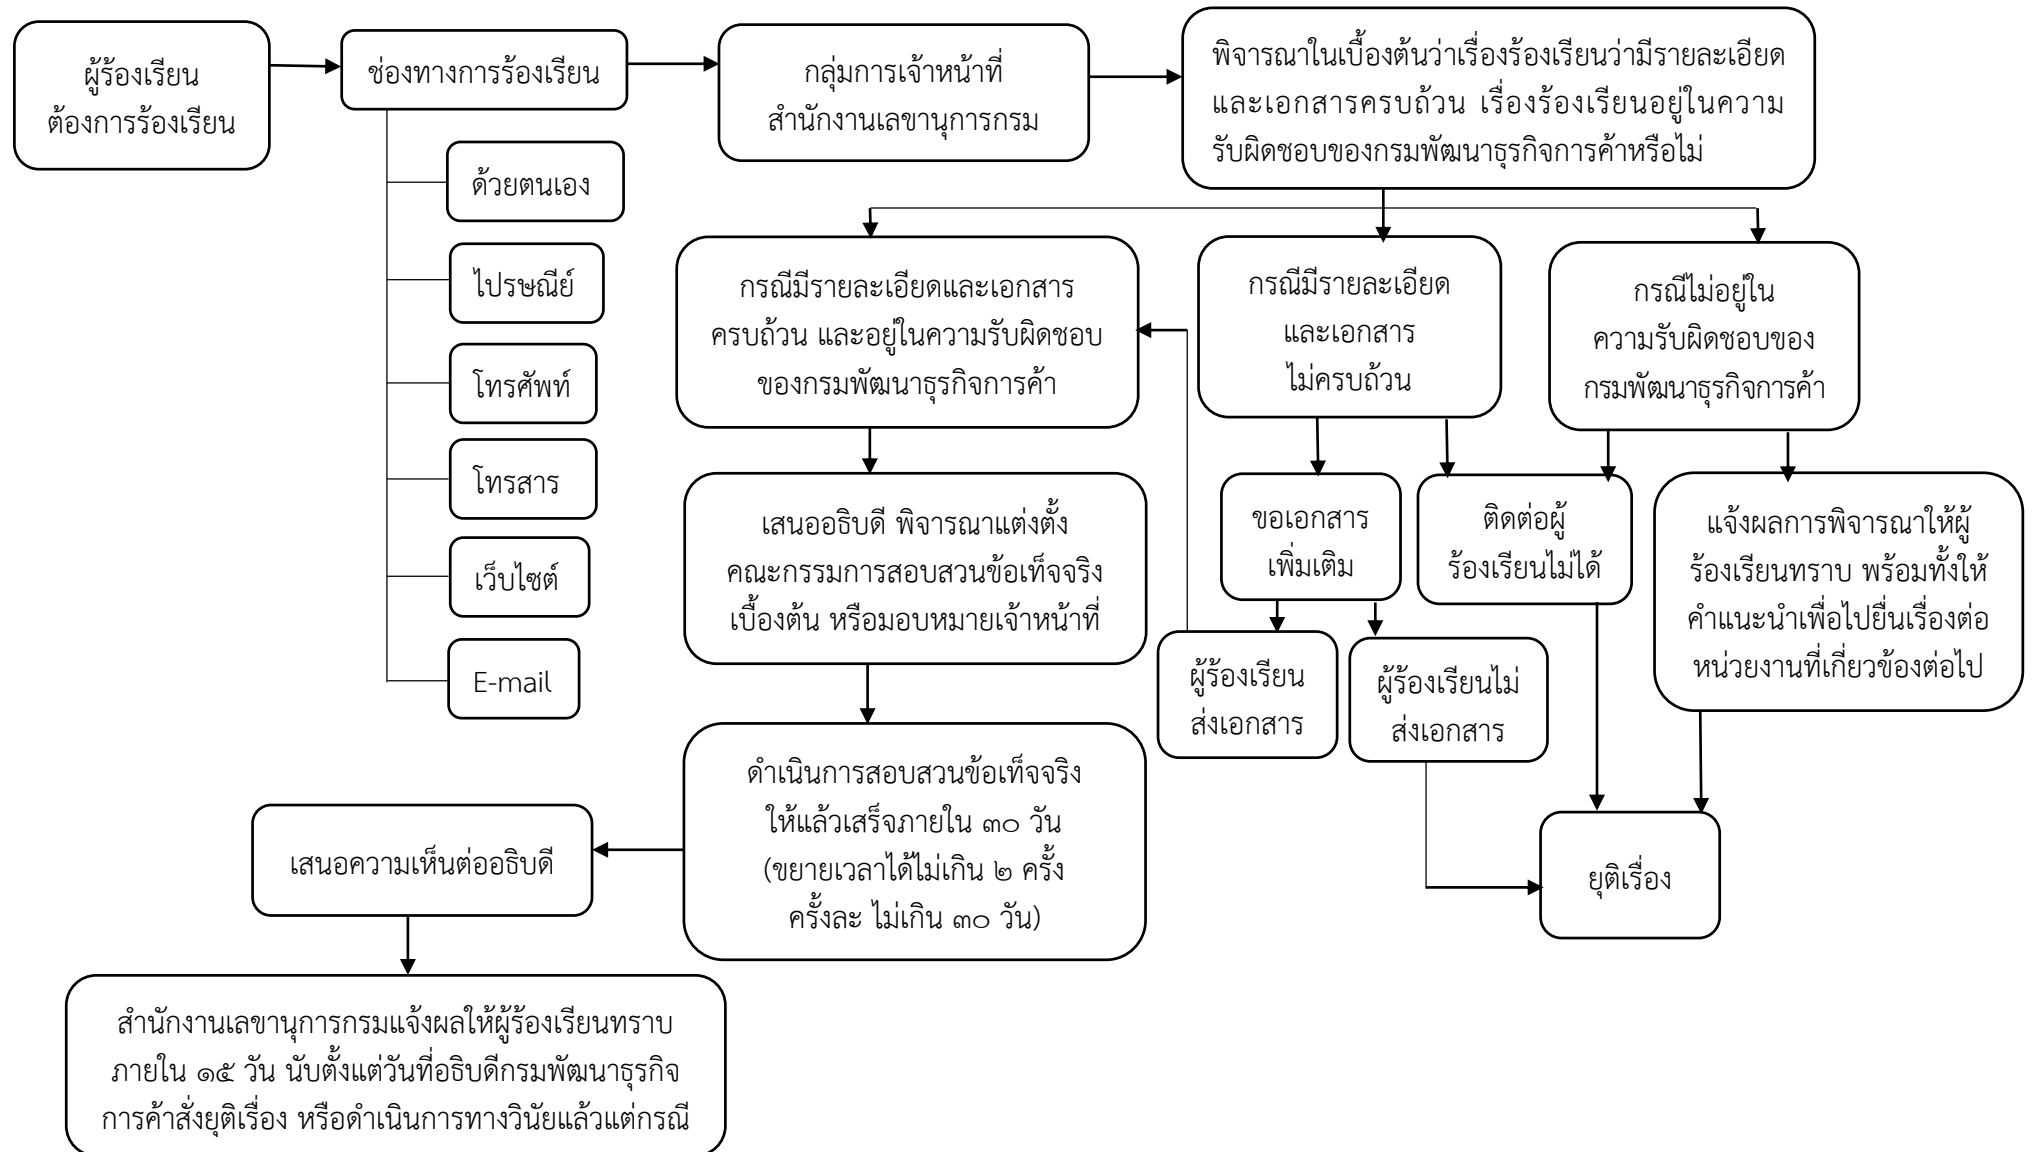 ผู้ร้องเรียน
ต้องการร้องเรียน
ช่องทางการร้องเรียน
กลุ่มการเจ้าหน้าที่
สำนักงานเลขานุการกรม
พิจารณาในเบื้องต้นว่าเรื่องร้องเรียนว่ามีรายละเอียด
และเอกสารครบถ้วน เรื่องร้องเรียนอยู่ในความ
รับผิดชอบของกรมพัฒนาธุรกิจการค้าหรือไม่
ด้วยตนเอง
ไปรษณีย์
โทรศัพท์
โทรสาร
เว็บไซต์
E-mail
กรณีมีรายละเอียดและเอกสาร
ครบถ้วน และอยู่ในความรับผิดชอบ
ของกรมพัฒนาธุรกิจการค้า
กรณีมีรายละเอียด
และเอกสาร
ไม่ครบถ้วน
กรณีไม่อยู่ใน
ความรับผิดชอบของ
กรมพัฒนาธุรกิจการค้า
เสนออธิบดี พิจารณาแต่งตั้ง
คณะกรรมการสอบสวนข้อเท็จจริง
เบื้องต้น หรือมอบหมายเจ้าหน้าที่
ขอเอกสาร
เพิ่มเติม
ติดต่อผู้
ร้องเรียนไม่ได้
แจ้งผลการพิจารณาให้ผู้
ร้องเรียนทราบ พร้อมทั้งให้
คำแนะนำเพื่อไปยื่นเรื่องต่อ
หน่วยงานที่เกี่ยวข้องต่อไป
ผู้ร้องเรียน
ส่งเอกสาร
ผู้ร้องเรียนไม่
ส่งเอกสาร
ดำเนินการสอบสวนข้อเท็จจริง
ให้แล้วเสร็จภายใน ๓๐ วัน
(ขยายเวลาได้ไม่เกิน ๒ ครั้ง
ครั้งละ ไม่เกิน ๓๐ วัน)
เสนอความเห็นต่ออธิบดี
ยุติเรื่อง
สำนักงานเลขานุการกรมแจ้งผลให้ผู้ร้องเรียนทราบ
ภายใน ๑๕ วัน นับตั้งแต่วันที่อธิบดีกรมพัฒนาธุรกิจ
การค้าสั่งยุติเรื่อง หรือดำเนินการทางวินัยแล้วแต่กรณี